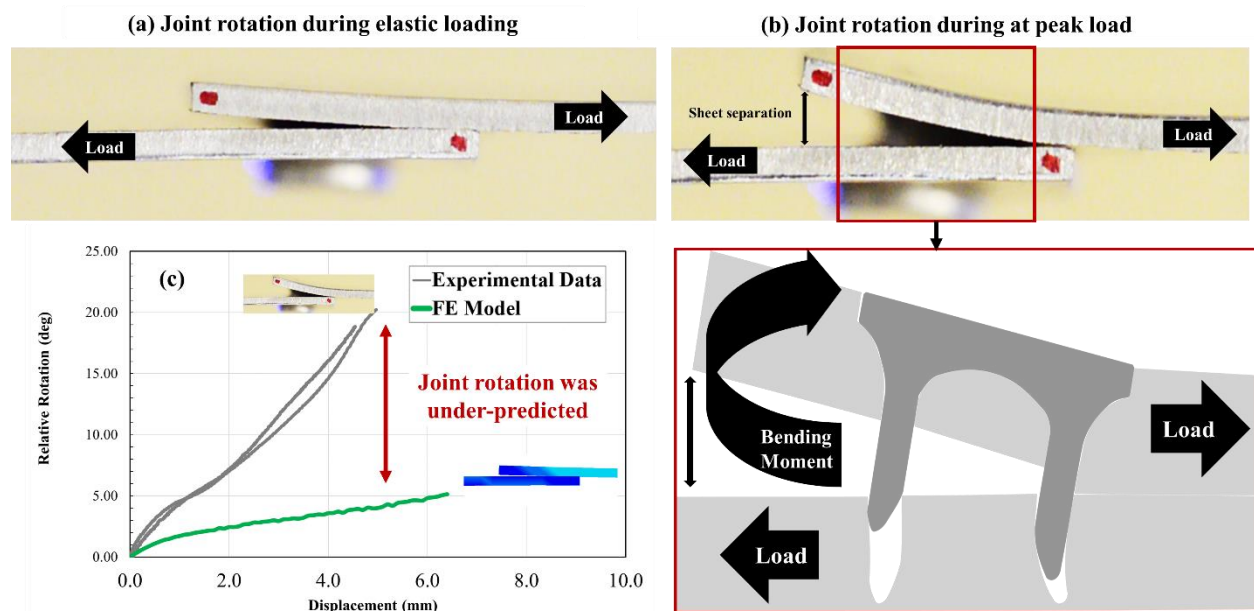 (a) Joint rotation during elastic loading
(b) Joint rotation during at peak load
Load
Load
Sheet separation
Load
Load
(c)
Experimental Data
FE Model
Joint rotation was
under-predicted
Relative Rotation (deg)
25.00
20.00
15.00
10.00
5.00
0.00
0.0
2.0
4.0
6.0
8.0
10.0
Displacement (mm)
Bending
Moment
Load
Load